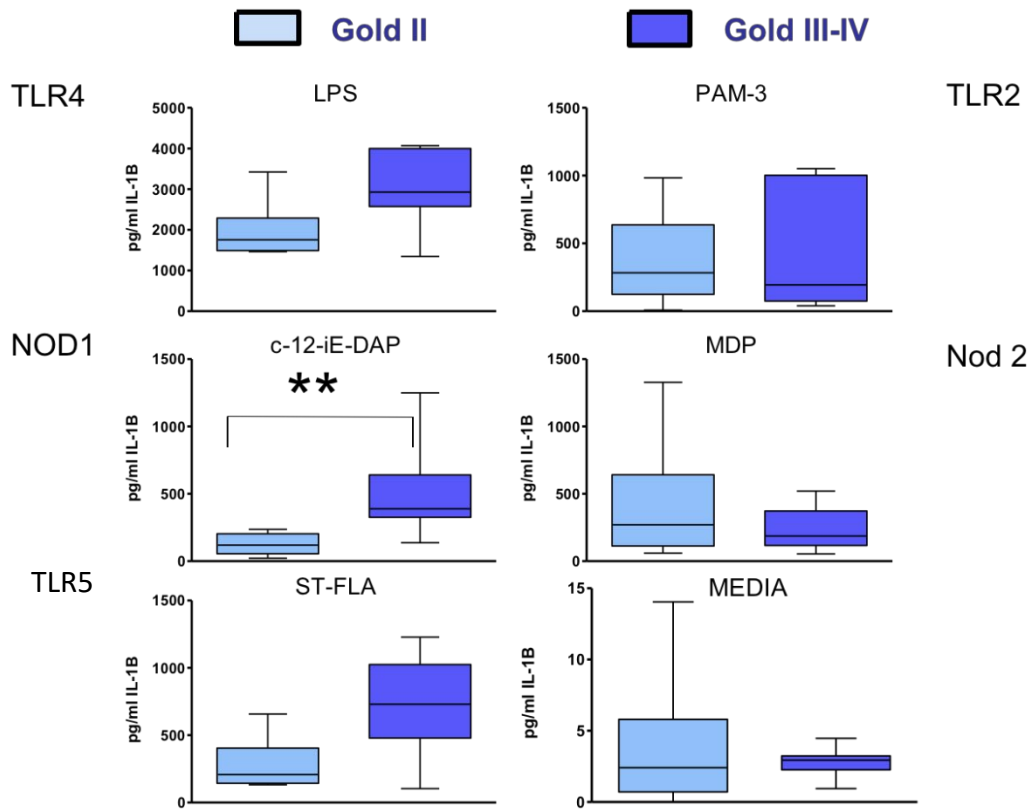 Gold II
Gold III-IV
TLR4
LPS
pg/ml IL-1B
5000
4000
3000
2000
1000
0
PAM-3
TLR2
pg/ml IL-1B
1500
1000
500
0
NOD1
c-12-iE-DAP
pg/ml IL-1B
1500
1000
500
0
**
MDP
Nod 2
pg/ml IL-1B
1500
1000
500
0
TLR5
ST-FLA
pg/ml IL-1B
1500
1000
500
0
MEDIA
pg/ml IL-1B
15
10
5
0